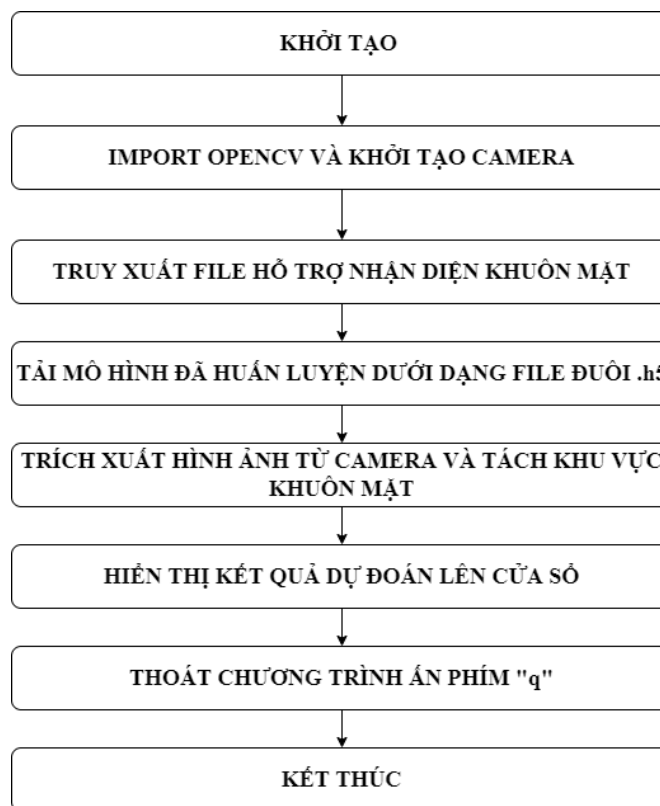 KHỞI TẠO
IMPORT OPENCV VÀ KHỞI TẠO CAMERA
TRUY XUẤT FILE HỖ TRỢ NHẬN DIỆN KHUÔN MẶT
TẢI MÔ HÌNH ĐÃ HUẤN LUYỆN DƯỚI DẠNG FILE ĐUÔI .h5
TRÍCH XUẤT HÌNH ẢNH TỪ CAMERA VÀ TÁCH KHU VỰC
KHUÔN MẶT
HIỂN THỊ KẾT QUẢ DỰ ĐOÁN LÊN CỬA SỔ
THOÁT CHƯƠNG TRÌNH ẤN PHÍM "q"
KẾT THÚC